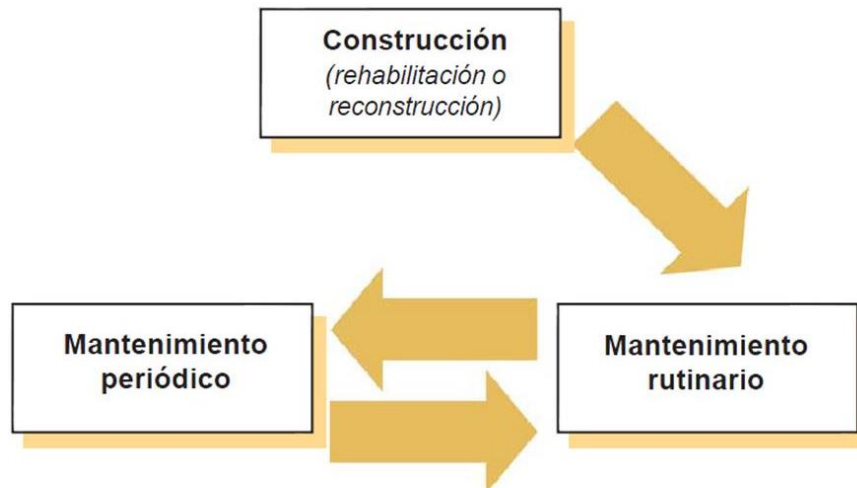 Construcción
(rehabilitación o
reconstrucción)
Mantenimiento
periódico
Mantenimiento
rutinario